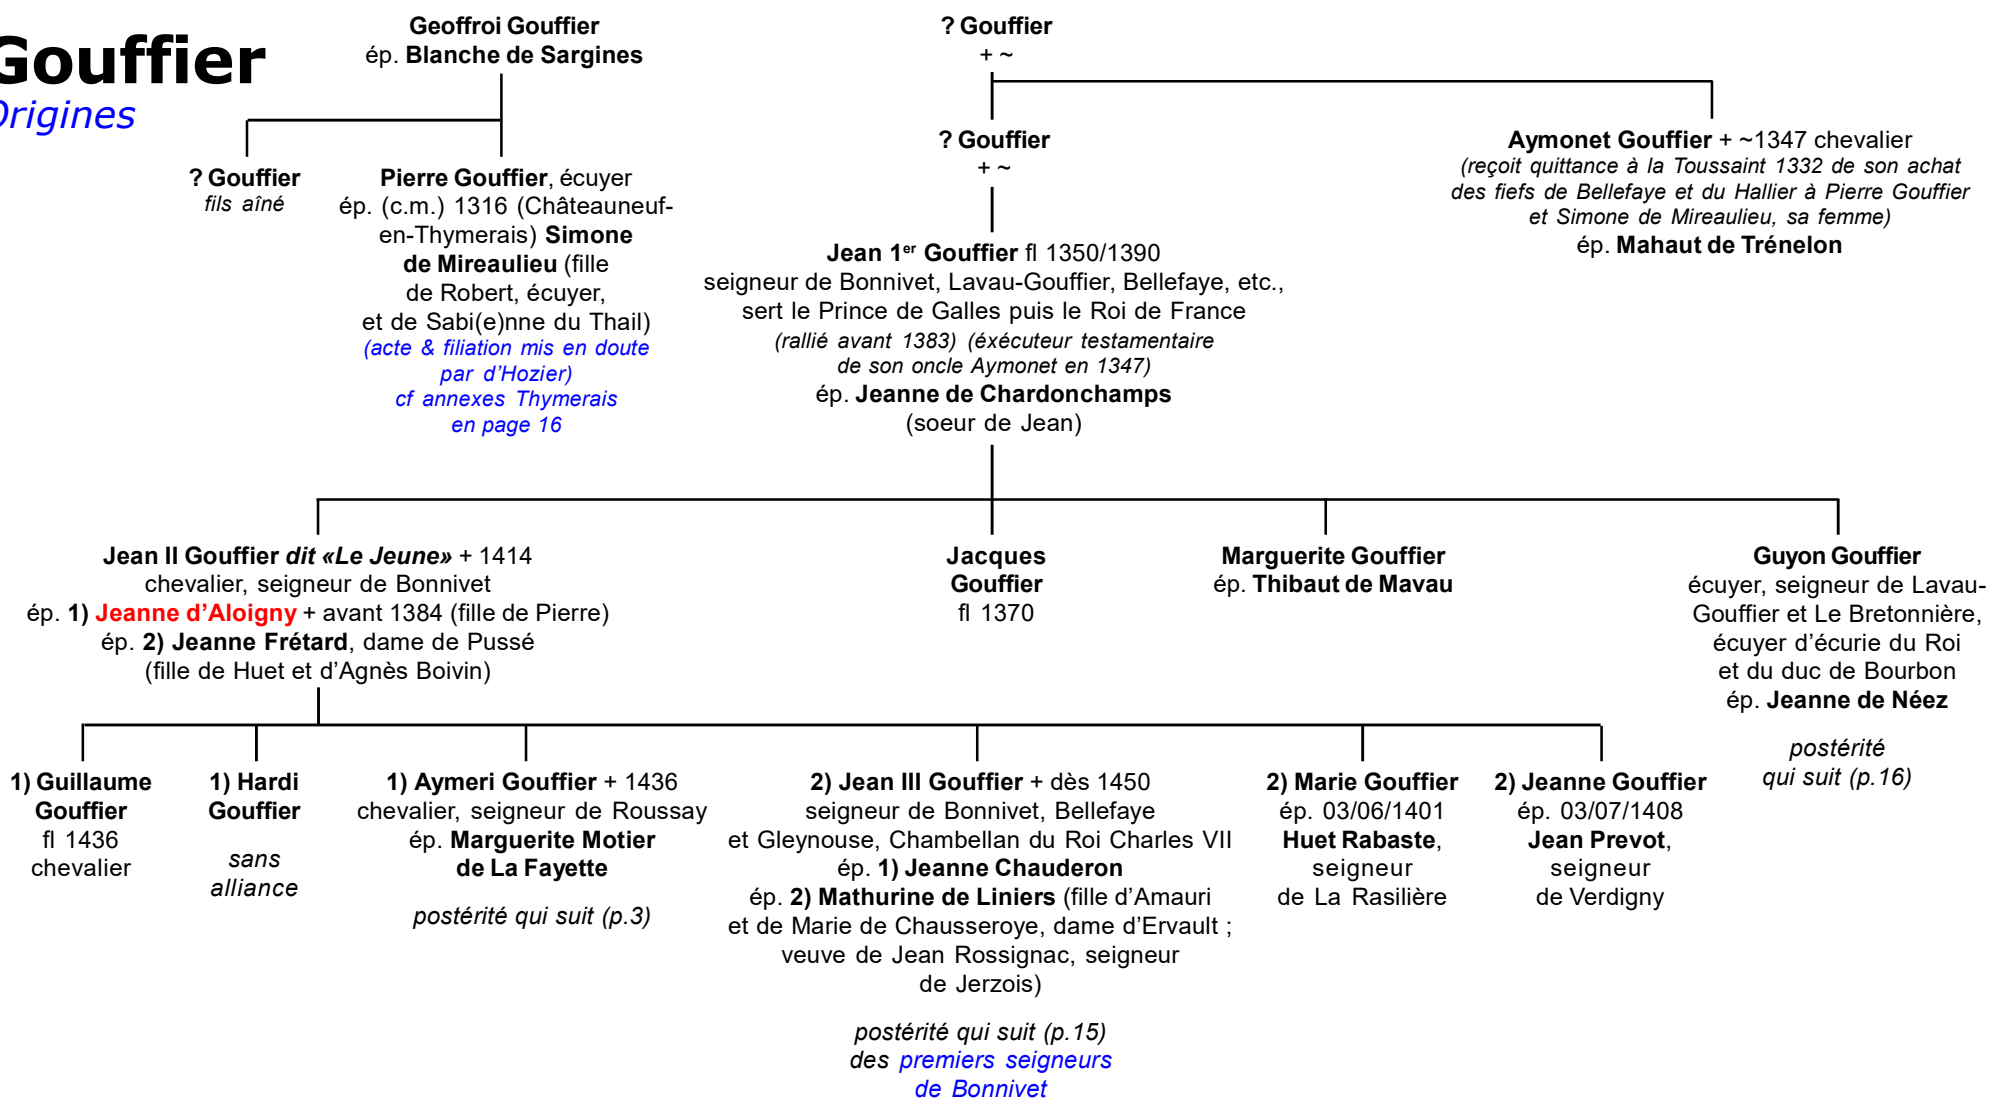 Gouffier
Origines
Geoffroi Gouffier
ép. Blanche de Sargines
? Gouffier
fils aîné
Pierre Gouffier, écuyer
ép. (c.m.) 1316 (Châteauneuf-
en-Thymerais) Simone
de Mireaulieu (fille
de Robert, écuyer,
et de Sabi(e)nne du Thail)
(acte & filiation mis en doute
par d’Hozier)
cf annexes Thymerais
en page 16
? Gouffier
+ ~
? Gouffier
+ ~
Aymonet Gouffier + ~1347 chevalier
(reçoit quittance à la Toussaint 1332 de son achat
des fiefs de Bellefaye et du Hallier à Pierre Gouffier
et Simone de Mireaulieu, sa femme)
ép. Mahaut de Trénelon
Jean 1er Gouffier fl 1350/1390
seigneur de Bonnivet, Lavau-Gouffier, Bellefaye, etc.,
sert le Prince de Galles puis le Roi de France
(rallié avant 1383) (éxécuteur testamentaire
de son oncle Aymonet en 1347)
ép. Jeanne de Chardonchamps
(soeur de Jean)
Jean II Gouffier dit «Le Jeune» + 1414
chevalier, seigneur de Bonnivet
ép. 1) Jeanne d’Aloigny + avant 1384 (fille de Pierre)
ép. 2) Jeanne Frétard, dame de Pussé
(fille de Huet et d’Agnès Boivin)
Jacques
Gouffier
fl 1370
Marguerite Gouffier
ép. Thibaut de Mavau
Guyon Gouffier
écuyer, seigneur de Lavau-
Gouffier et Le Bretonnière,
écuyer d’écurie du Roi
et du duc de Bourbon
ép. Jeanne de Néez
postérité
qui suit (p.16)
1) Guillaume
Gouffier
fl 1436
chevalier
1) Hardi
Gouffier
sans
alliance
1) Aymeri Gouffier + 1436
chevalier, seigneur de Roussay
ép. Marguerite Motier
de La Fayette
postérité qui suit (p.3)
2) Jean III Gouffier + dès 1450
seigneur de Bonnivet, Bellefaye
et Gleynouse, Chambellan du Roi Charles VII
ép. 1) Jeanne Chauderon
ép. 2) Mathurine de Liniers (fille d’Amauri
et de Marie de Chausseroye, dame d’Ervault ;
veuve de Jean Rossignac, seigneur
de Jerzois)
postérité qui suit (p.15)
des premiers seigneurs
de Bonnivet
2) Marie Gouffier
ép. 03/06/1401
Huet Rabaste,
seigneur
de La Rasilière
2) Jeanne Gouffier
ép. 03/07/1408
Jean Prevot,
seigneur
de Verdigny